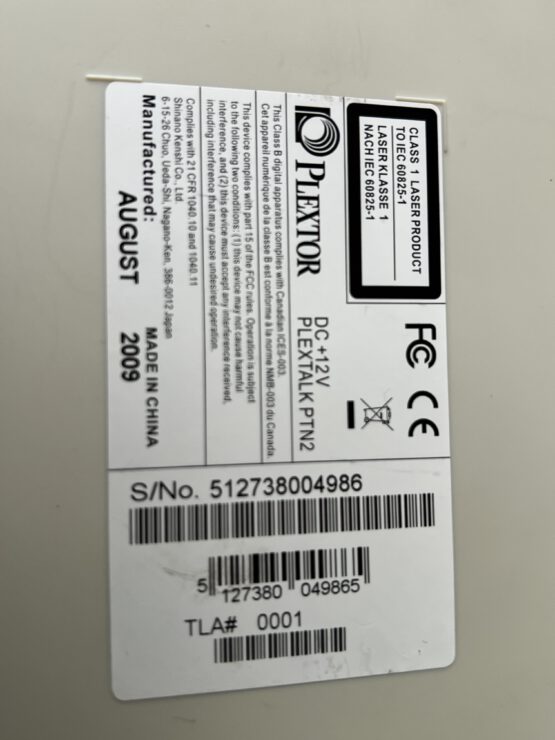 CLASS 1 LASER PRODUCT
TO IEC 60825-1
LASER KLASSE 1
NACH IEC 60825-1
FC CE
PLEXTOR
DC +12V
PLEXTALK PTN2
This Class B digital apparatus complies with Canadian ICES-003.
Cet appareil numérique de la classe B est conforme à la norme NMB-003 du Canada.
This device complies with part 15 of the FCC rules. Operation is subject
to the following two conditions: (1) this device may not cause harmful
interference, and (2) this device must accept any interference received,
including interference that may cause undesired operation.
Complies with 21 CFR 1040.10 and 1040.11
Shinano Kenshi Co., Ltd.
6-15-26 Chuo, Ueda-Shi, Nagano-Ken, 386-0012 Japan
MADE IN CHINA
Manufactured:
AUGUST 2009
S/No. 512738004986
5 127380 049865
TLA# 0001